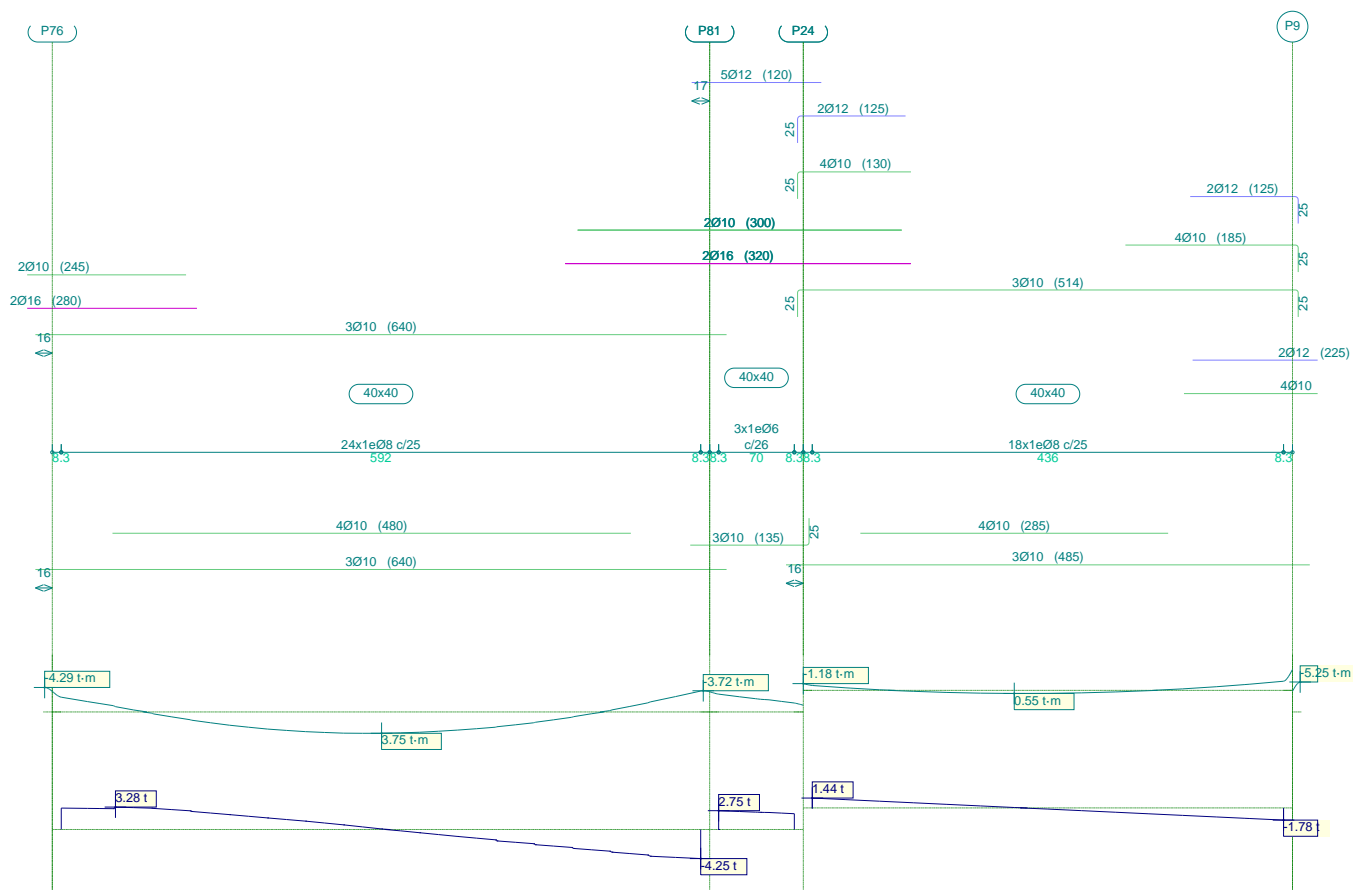 P76
P81
P24
P9
5Ø12 (120)
17
2Ø12 (125)
25
4Ø10 (130)
25
2Ø12 (125)
25
2Ø10 (300)
4Ø10 (185)
25
2Ø16 (320)
2Ø10 (245)
3Ø10 (514)
25
25
2Ø16 (280)
3Ø10 (640)
16
2Ø12 (225)
40x40
40x40
40x40
4Ø10
24x1eØ8 c/25
3x1eØ6
c/26
18x1eØ8 c/25
8.3
592
8.3
8.3
70
8.3
8.3
436
8.3
4Ø10 (480)
3Ø10 (135)
25
4Ø10 (285)
3Ø10 (640)
16
3Ø10 (485)
16
-4.29 t·m
-3.72 t·m
-1.18 t·m
-5.25 t·m
3.75 t·m
0.55 t·m
3.28 t
2.75 t
1.44 t
-4.25 t
-1.78 t